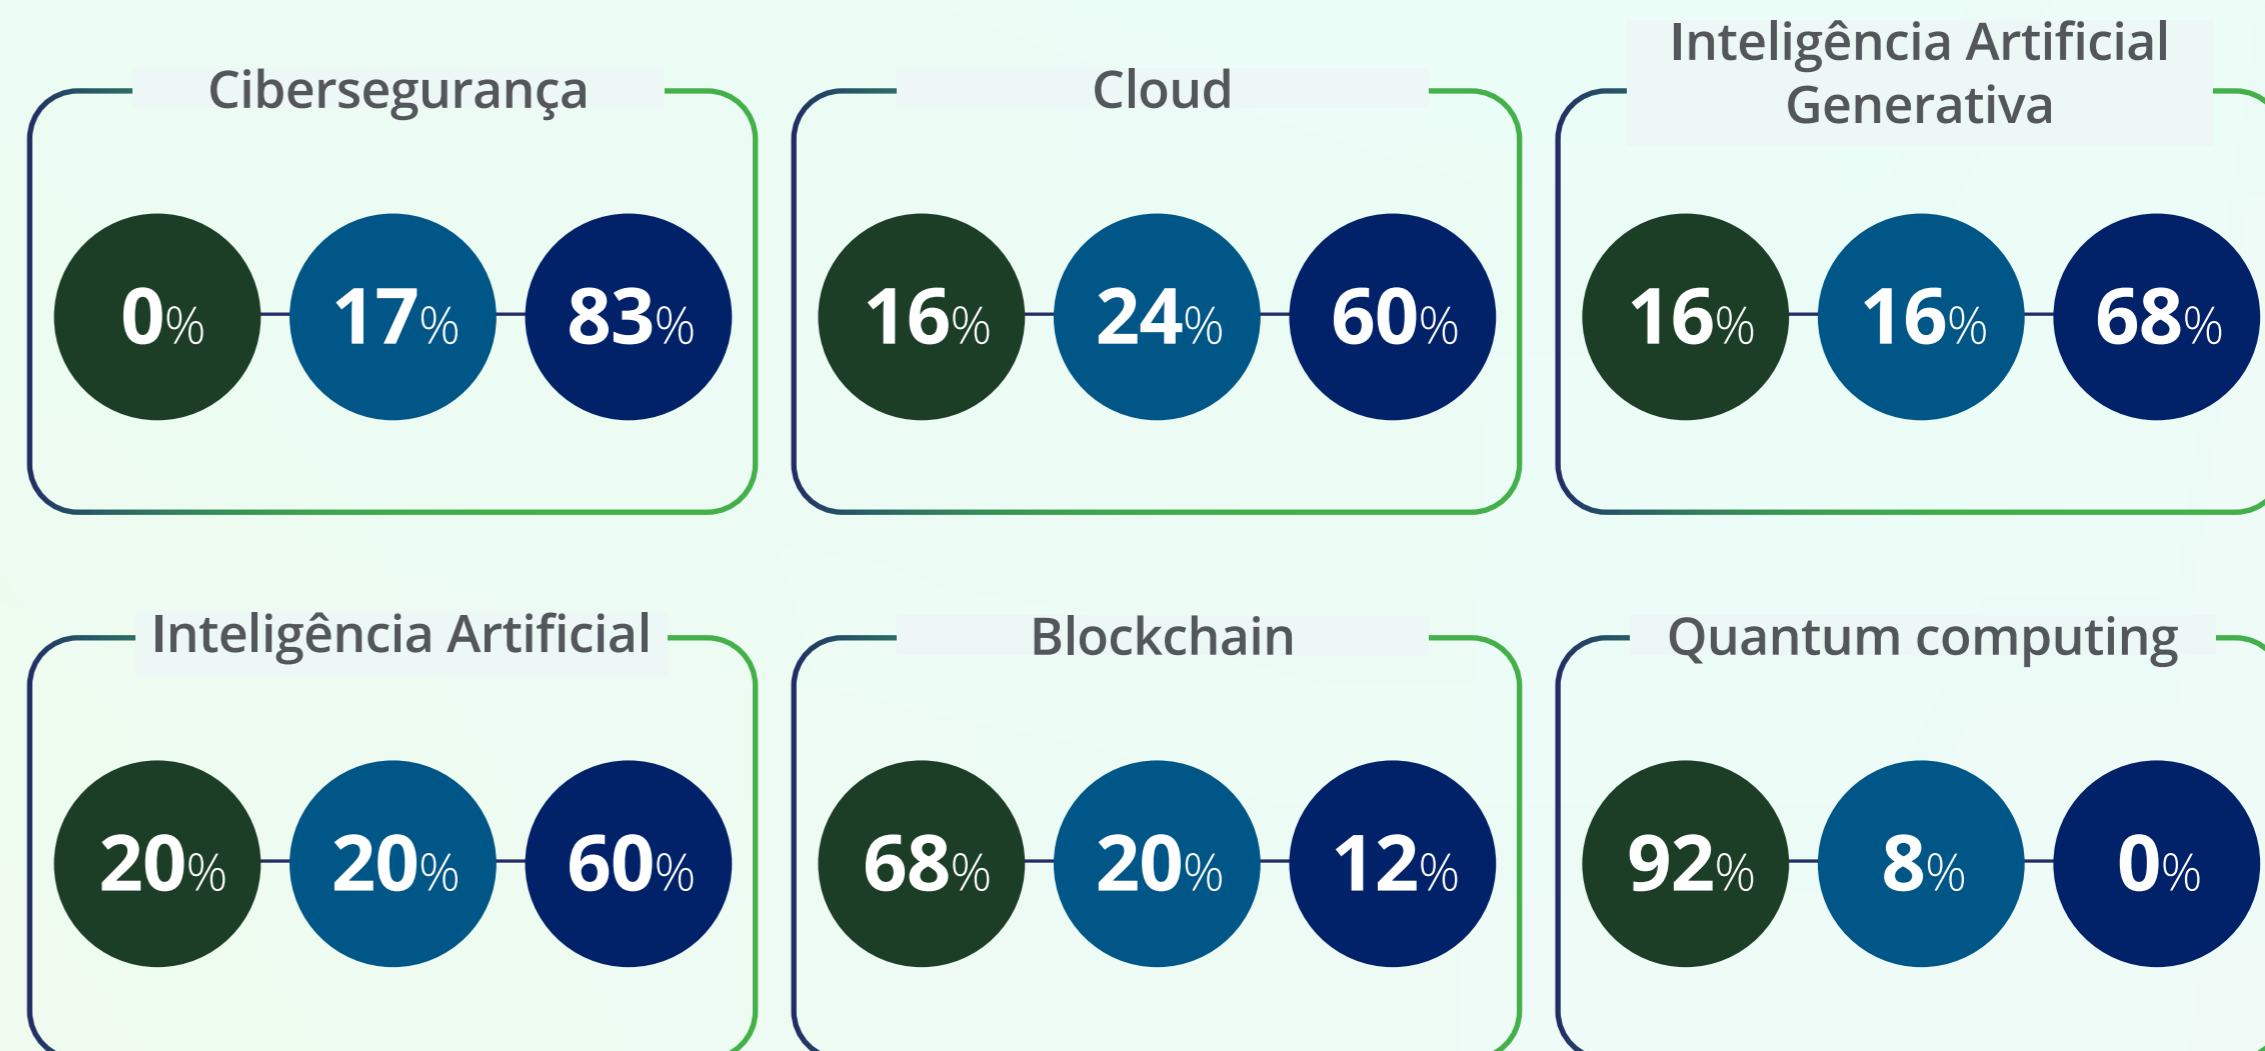 Cibersegurança
0% 17% 83%
Cloud
16% 24% 60%
Inteligência Artificial
Generativa
16% 16% 68%
Inteligência Artificial
20% 20% 60%
Blockchain
68% 20% 12%
Quantum computing
92% 8% 0%